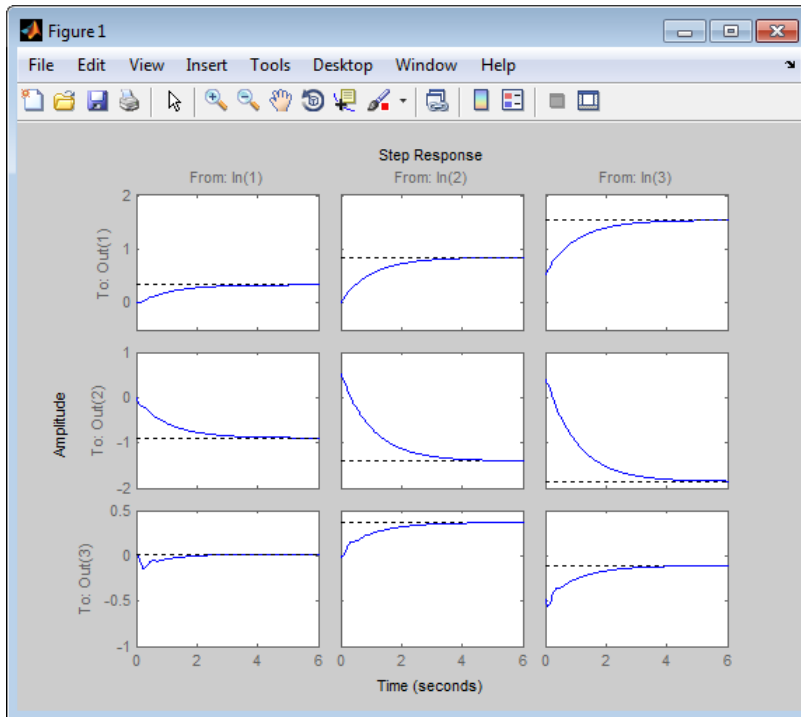 Figure 1
File Edit View Insert Tools Desktop Window Help
Step Response
From: In(1) From: In(2) From: In(3)
To: Out(1)
2
1
0
Amplitude
To: Out(2)
1
0
-1
-2
To: Out(3)
0.5
0
-0.5
-1
0 2 4 6 0 2 4 6 0 2 4 6
Time (seconds)